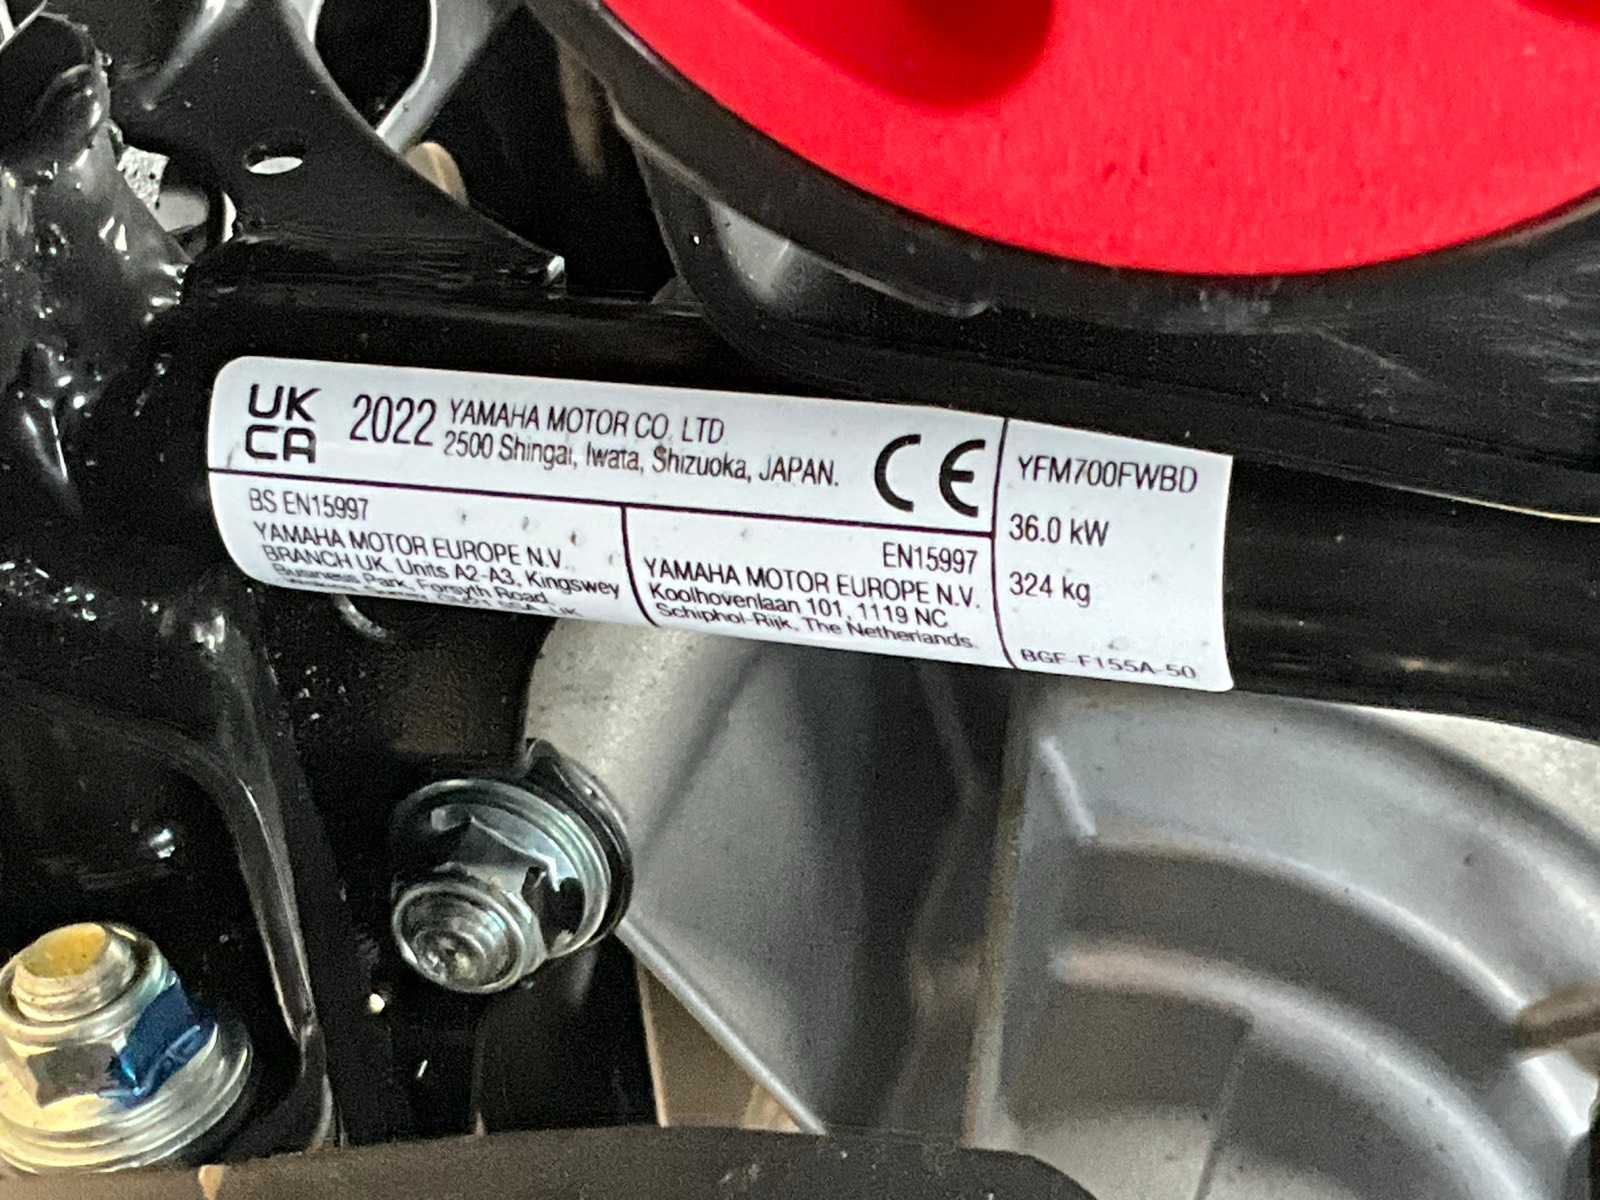 UK
CA
2022
YAMAHA MOTOR CO. LTD
2500 Shingai, Iwata, Shizuoka, JAPAN.
CE
BS EN15997
YAMAHA MOTOR EUROPE N.V.
BRANCH UK. Units A2-A3, Kingswey
Business Park, Forsyth Road,
UK
EN15997
YAMAHA MOTOR EUROPE N.V.
Koolhovenlaan 101, 1119 NC
Schiphol-Rijk, The Netherlands.
YFM700FWBD
36.0 kW
324 kg
BGF-F155A-50